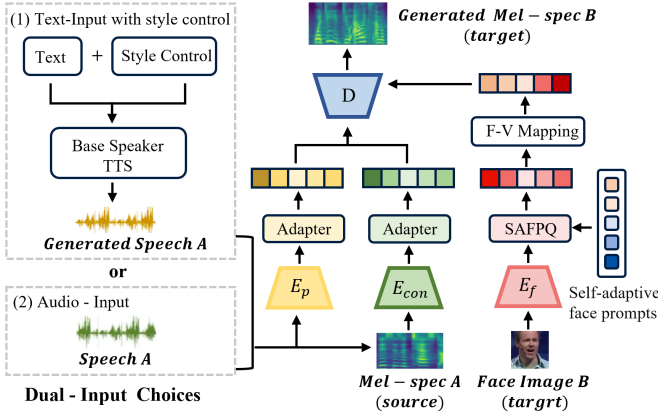 (1) Text-Input with style control
Text + Style Control
Base Speaker
TTS
Generated Speech A
or
(2) Audio - Input
Speech A
Dual - Input Choices
Generated Mel - spec B
(target)
D
F-V Mapping
Adapter
Adapter
SAFPQ
E_p
E_con
E_f
Self-adaptive
face prompts
Mel - spec A
(source)
Face Image B
(targrt)